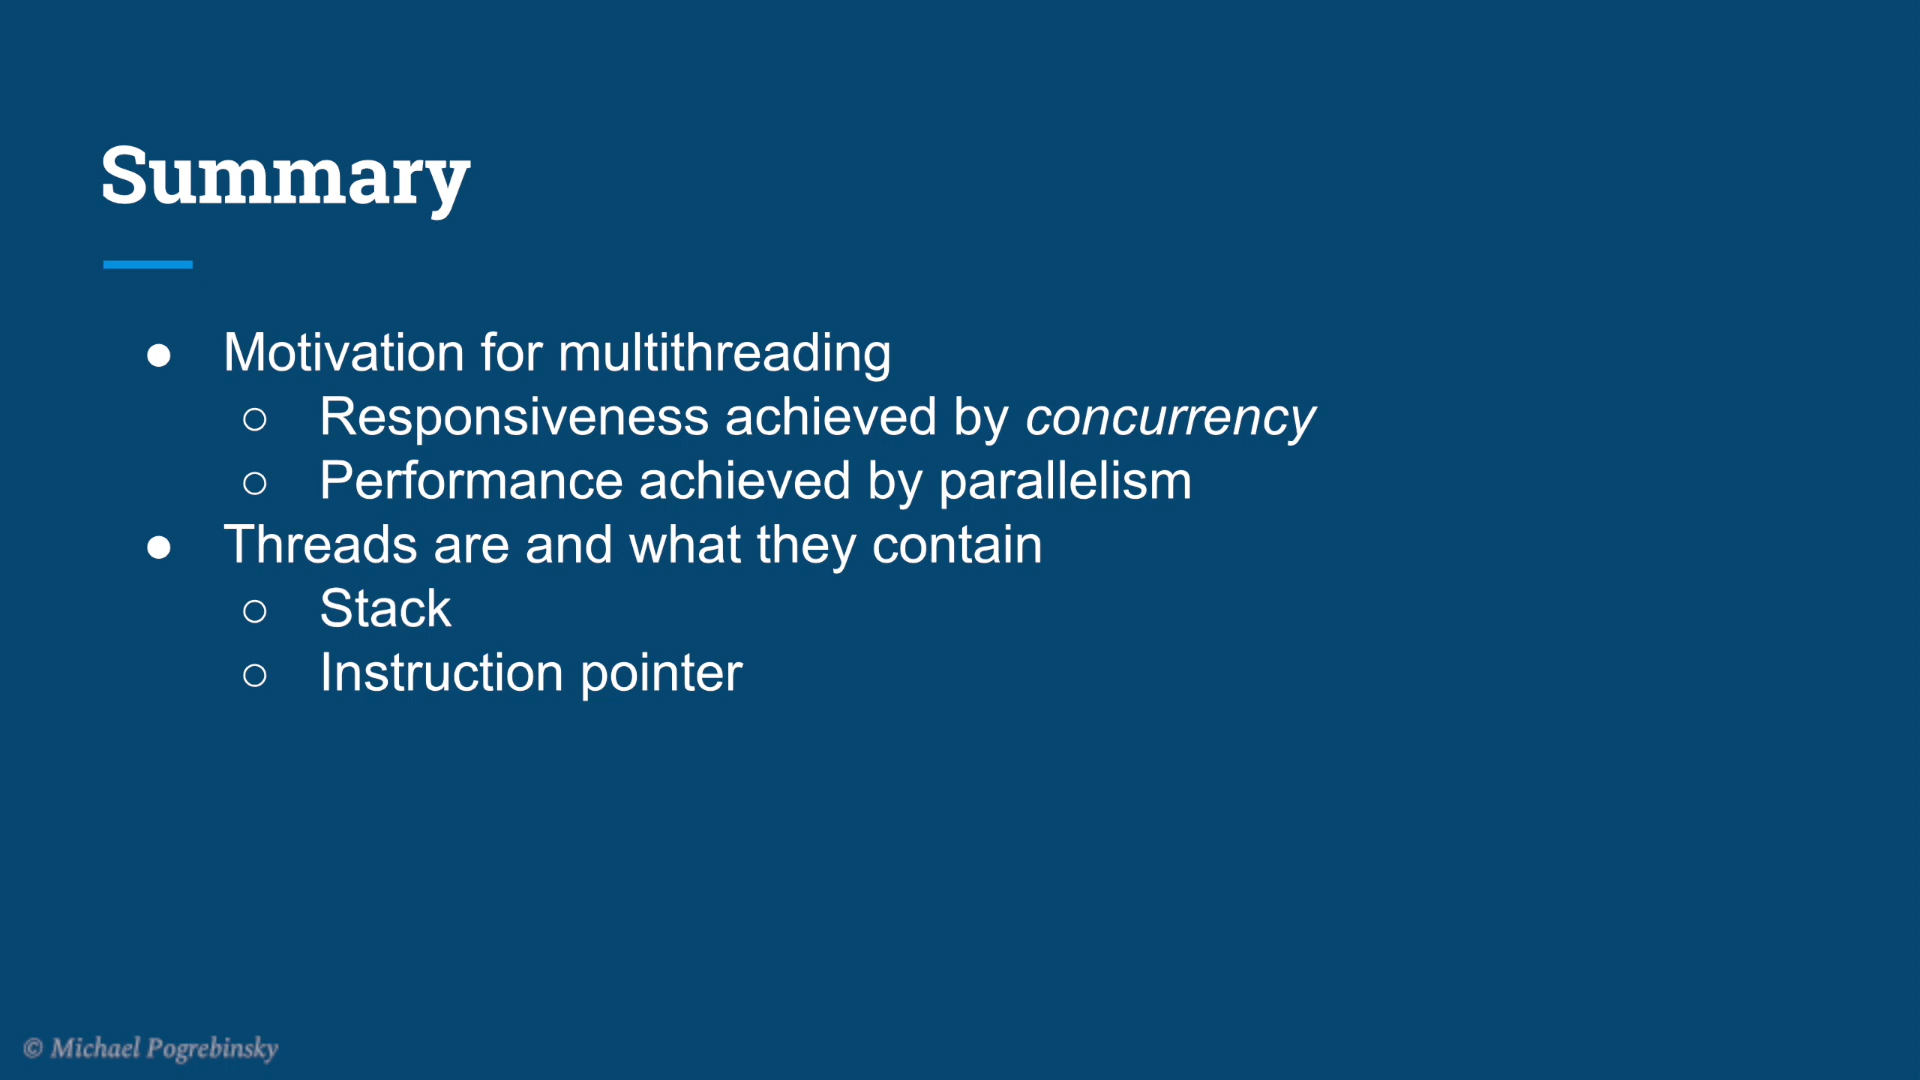 Summary
● Motivation for multithreading
○ Responsiveness achieved by concurrency
○ Performance achieved by parallelism
● Threads are and what they contain
○ Stack
○ Instruction pointer
© Michael Pogrebinsky